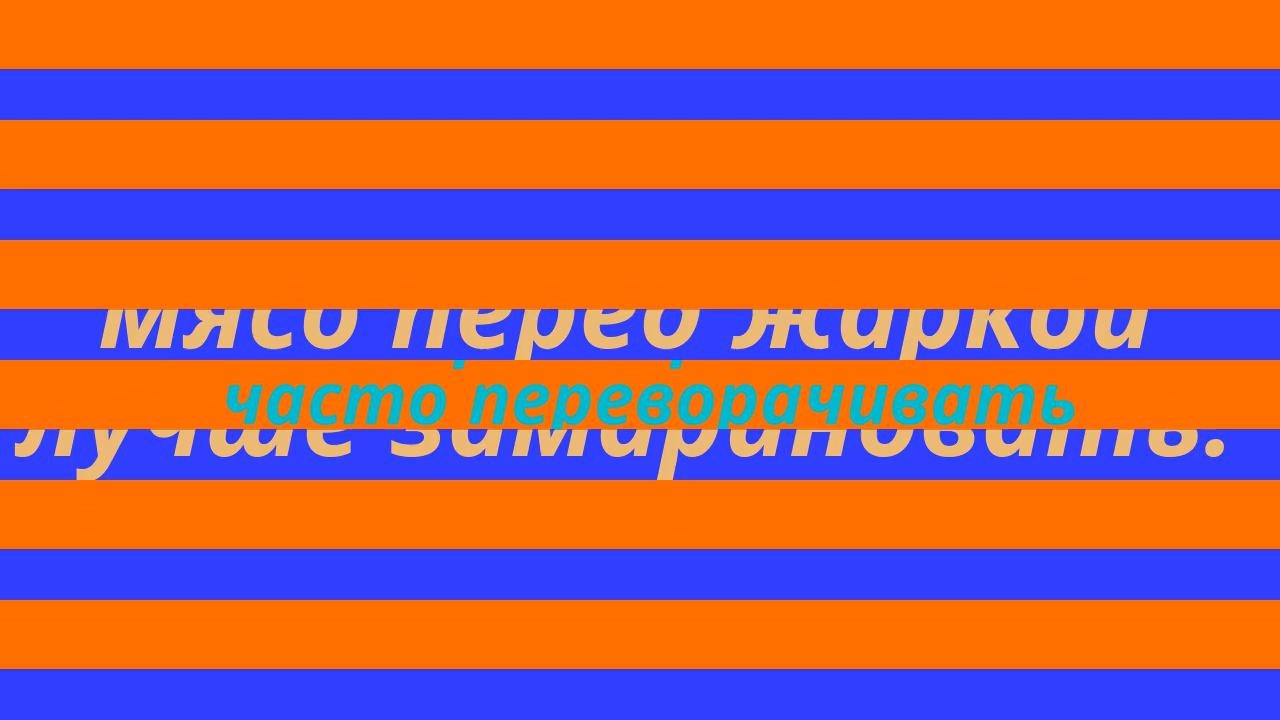 Мясо перед жаркой
часто переворачивать
лучше замариновать.